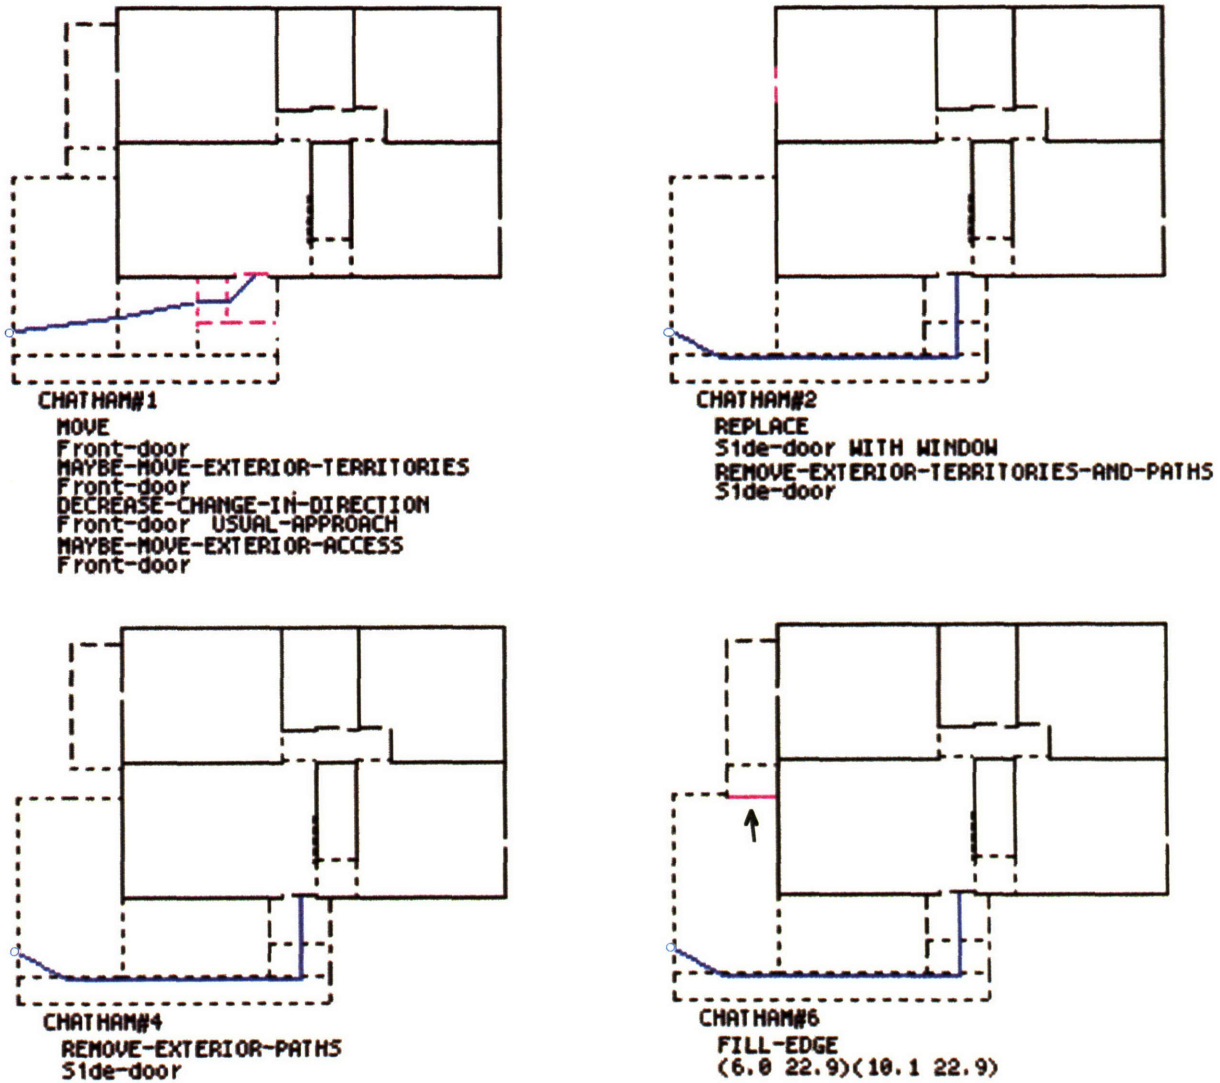 CHATHAM#1
MOVE
Front-door
MAYBE-MOVE-EXTERIOR-TERRITORIES
Front-door
DECREASE-CHANGE-IN-DIRECTION
Front-door USUAL-APPROACH
MAYBE-MOVE-EXTERIOR-ACCESS
Front-door
CHATHAM#2
REPLACE
Side-door WITH WINDOW
REMOVE-EXTERIOR-TERRITORIES-AND-PATHS
Side-door
CHATHAM#4
REMOVE-EXTERIOR-PATHS
Side-door
CHATHAM#6
FILL-EDGE
(6.0 22.9)(10.1 22.9)